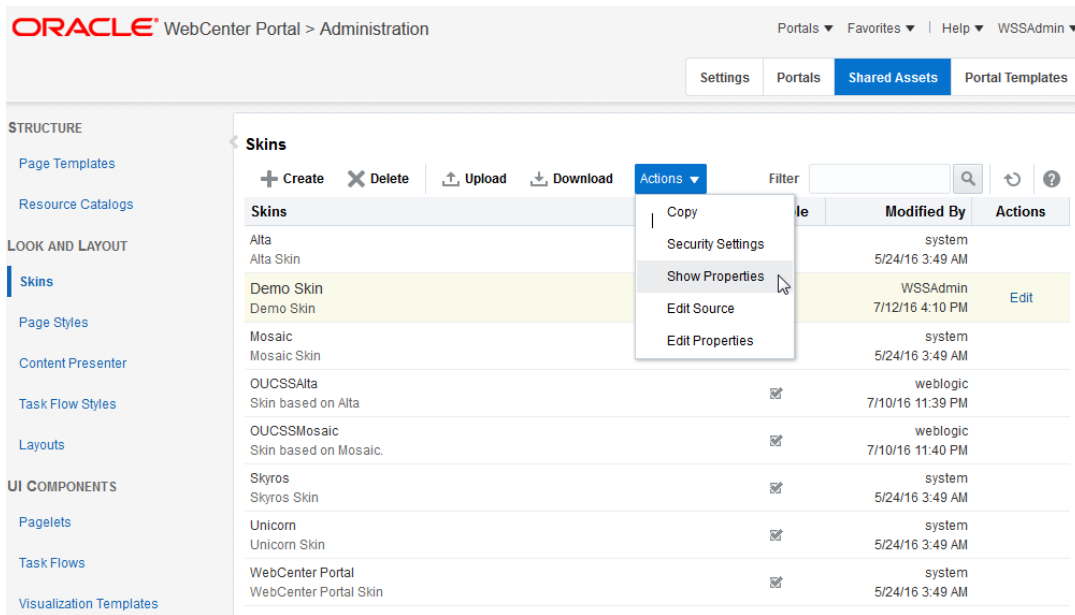 ORACLE® WebCenter Portal > Administration
Portals Favorites Help WSSAdmin
Settings Portals Shared Assets Portal Templates
STRUCTURE
Page Templates
Resource Catalogs
LOOK AND LAYOUT
Skins
Page Styles
Content Presenter
Task Flow Styles
Layouts
UI COMPONENTS
Pagelets
Task Flows
Visualization Templates
Skins
Create Delete Upload Download Actions Filter
Skins Modified By Actions
Copy
Security Settings
Show Properties
Edit Source
Edit Properties
Alta system
Alta Skin 5/24/16 3:49 AM
Demo Skin WSSAdmin
Demo Skin 7/12/16 4:10 PM Edit
Mosaic system
Mosaic Skin 5/24/16 3:49 AM
OUCSSAlta weblogic
Skin based on Alta 7/10/16 11:39 PM
OUCSSMosaic weblogic
Skin based on Mosaic. 7/10/16 11:40 PM
Skyros system
Skyros Skin 5/24/16 3:49 AM
Unicorn system
Unicorn Skin 5/24/16 3:49 AM
WebCenter Portal system
WebCenter Portal Skin 5/24/16 3:49 AM